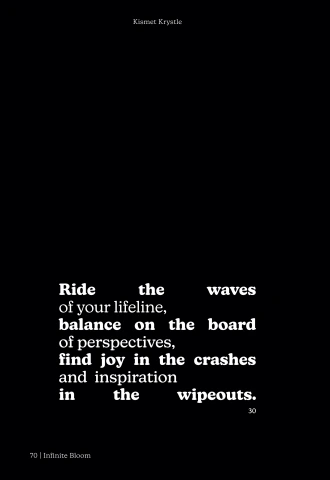 Kismet Krystle
Ride the waves
of your lifeline,
balance on the board
of perspectives,
find joy in the crashes
and inspiration
in the wipeouts.
30
70 | Infinite Bloom